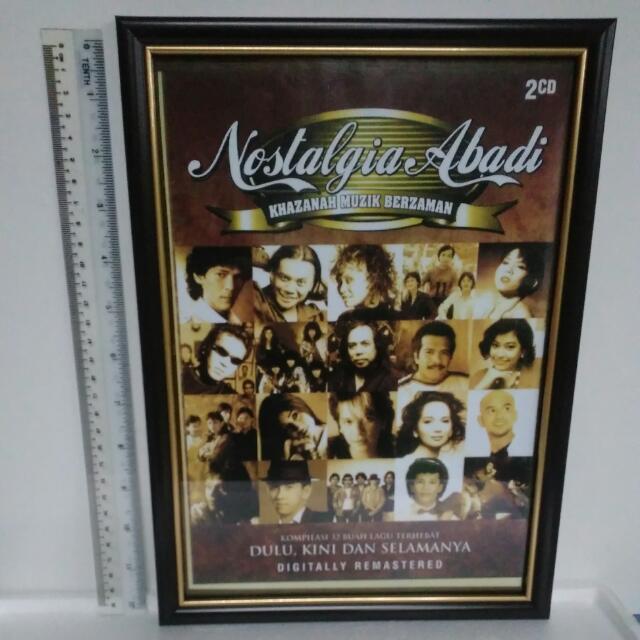 2CD
Nostalgia Abadi
KHAZANAH MUZIK BERZAMAN
KOMPILASI 32 BUAH LAGU TERHEBAT
DULU, KINI DAN SELAMANYA
DIGITALLY REMASTERED